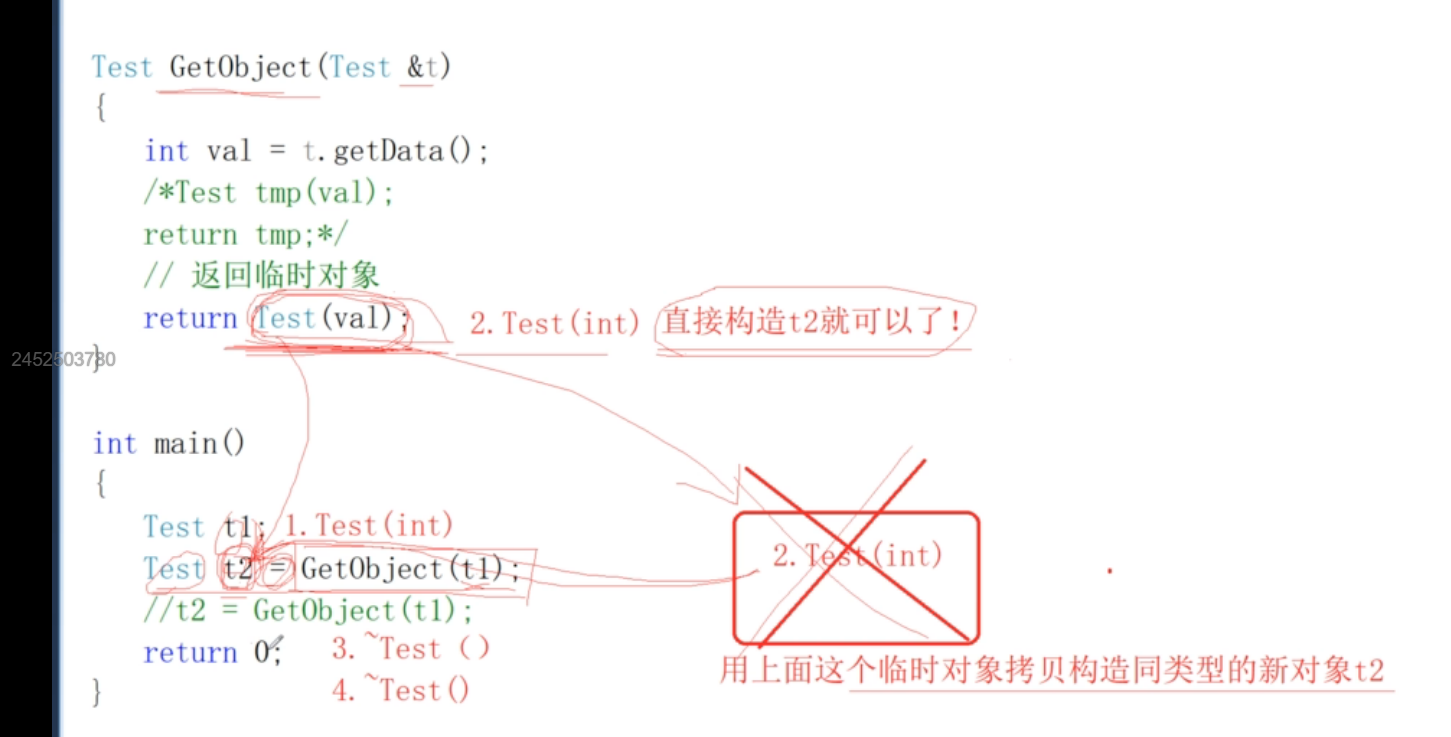 Test GetObject(Test &t)
{
int val = t.getData();
/*Test tmp(val);
return tmp;*/
// 返回临时对象
return Test(val); 2.Test(int) 直接构造t2就可以了!
2452503780
}
int main()
{
Test t1; 1.Test(int)
Test t2 = GetObject(t1); 2.Test(int)
//t2 = GetObject(t1);
return 0; 3.~Test ()
用上面这个临时对象拷贝构造同类型的新对象t2
} 4.~Test()